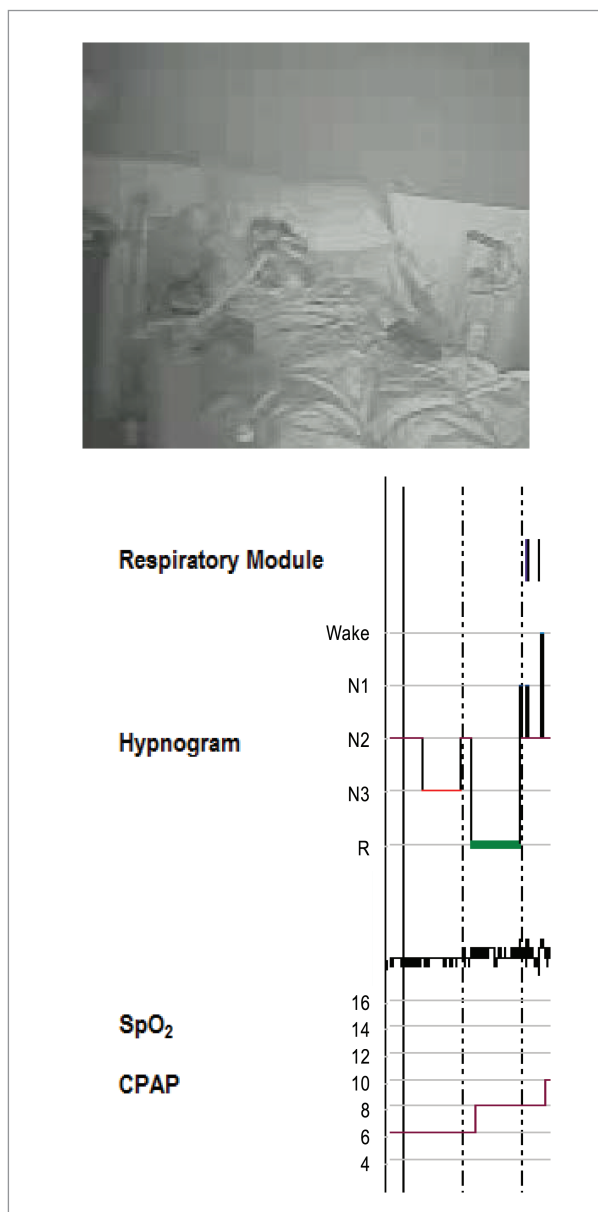 Respiratory Module
Wake
N1
Hypnogram
N2
N3
R
16
SpO₂
14
12
CPAP
10
8
6
4